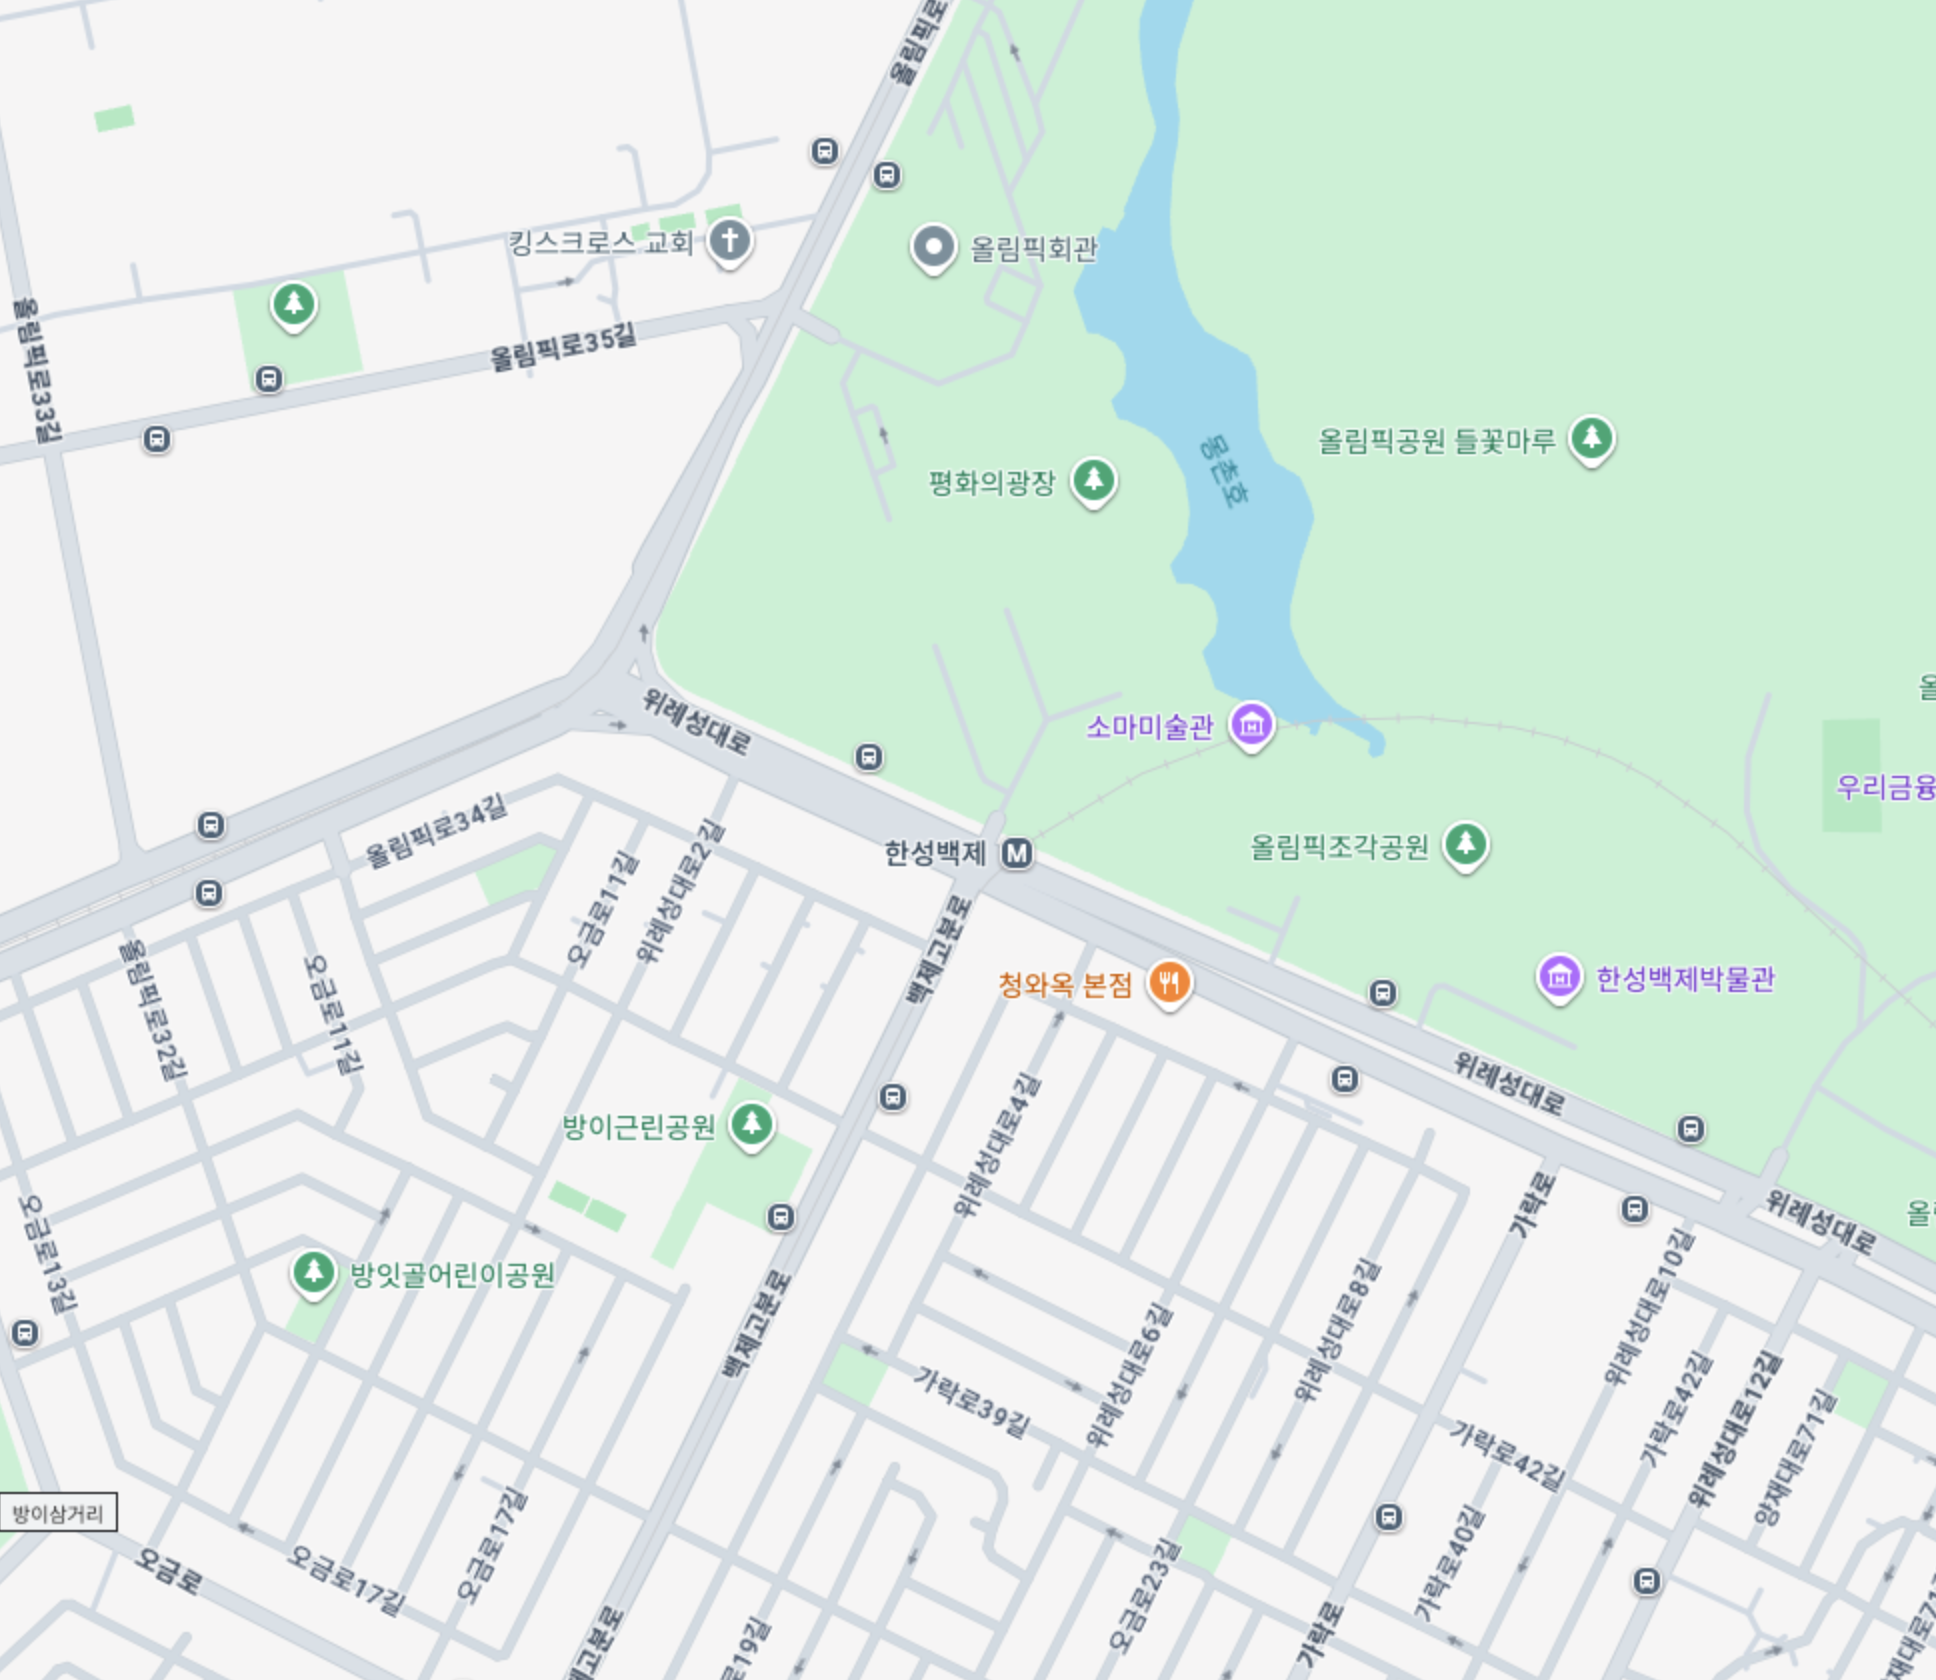 올림픽로
킹스크로스 교회
올림픽회관
올림픽로33길
올림픽로35길
올림픽공원 들꽃마루
평화의광장
몽촌호
위례성대로
소마미술관
우리금융
올림픽로34길
오금로11길
위례성대로2길
한성백제
M
올림픽조각공원
백제고분로
청와옥 본점
한성백제박물관
올림픽로32길
오금로11길
위례성대로
방이근린공원
위례성대로4길
가락로
위례성대로
오금로13길
방잇골어린이공원
백제고분로
위례성대로6길
위례성대로8길
위례성대로10길
가락로39길
가락로42길
위례성대로12길
양재대로71길
가락로42길
방이삼거리
오금로
오금로17길
오금로17길
오금로23길
가락로40길
가락로